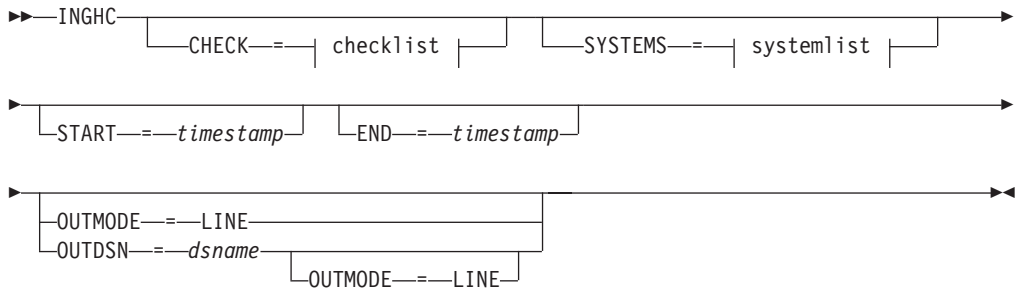 INGHC
CHECK = checklist SYSTEMS = systemlist
START = timestamp END = timestamp
OUTMODE = LINE
OUTDSN = dsname
OUTMODE = LINE